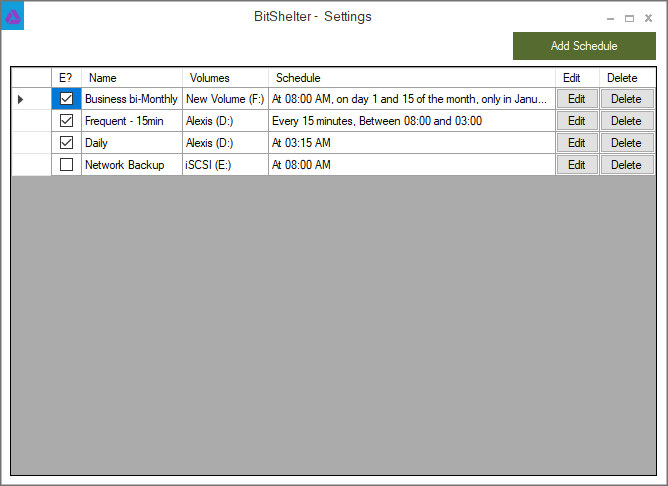 BitShelter - Settings
Add Schedule
E? Name Volumes Schedule Edit Delete
Business bi-Monthly New Volume (F:) At 08:00 AM, on day 1 and 15 of the month, only in Janu... Edit Delete
Frequent - 15min Alexis (D:) Every 15 minutes, Between 08:00 and 03:00 Edit Delete
Daily Alexis (D:) At 03:15 AM Edit Delete
Network Backup iSCSI (E:) At 08:00 AM Edit Delete